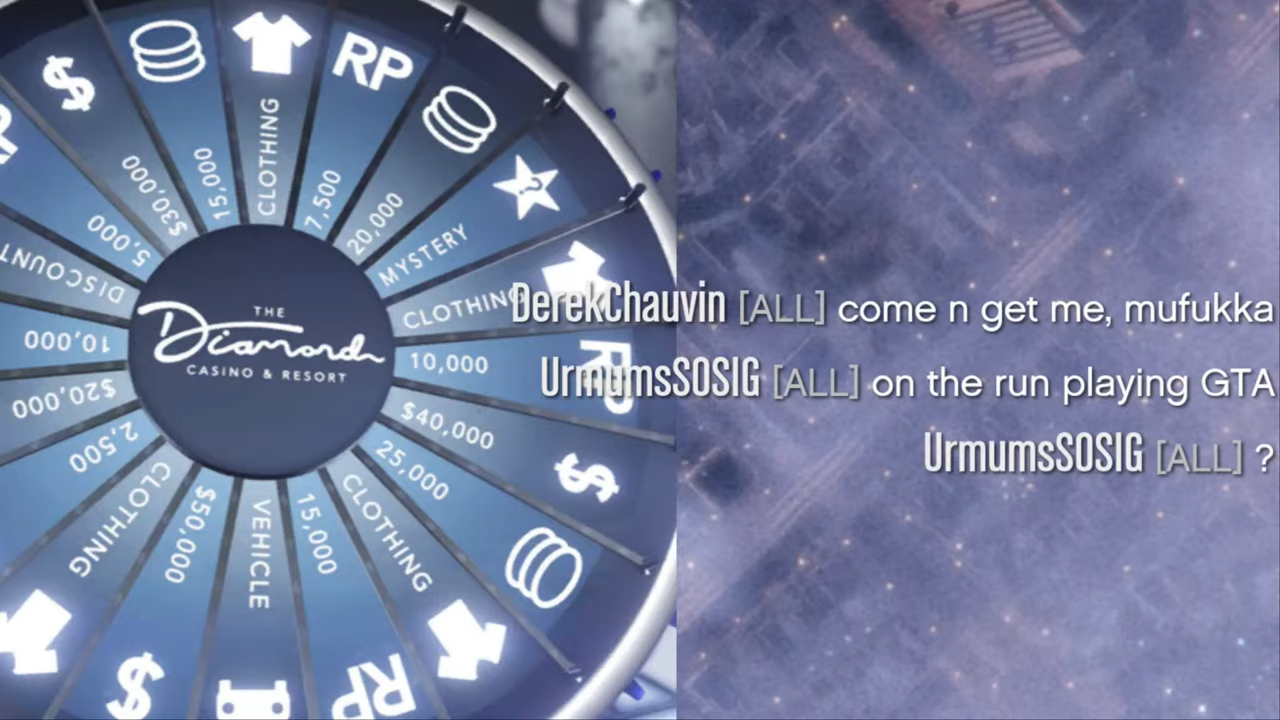 $
RP
$30,000
15,000
CLOTHING
7,500
20,000
?
MYSTERY
CLOTHING
5,000
DISCOUNT
THE
Diamond
CASINO & RESORT
10,000
10,000
RP
$20,000
$40,000
$
2,500
25,000
CLOTHING
$50,000
VEHICLE
15,000
CLOTHING
$
RP
DerekChauvin [ALL] come n get me, mufukka
UrmumsSOSIG [ALL] on the run playing GTA
UrmumsSOSIG [ALL] ?